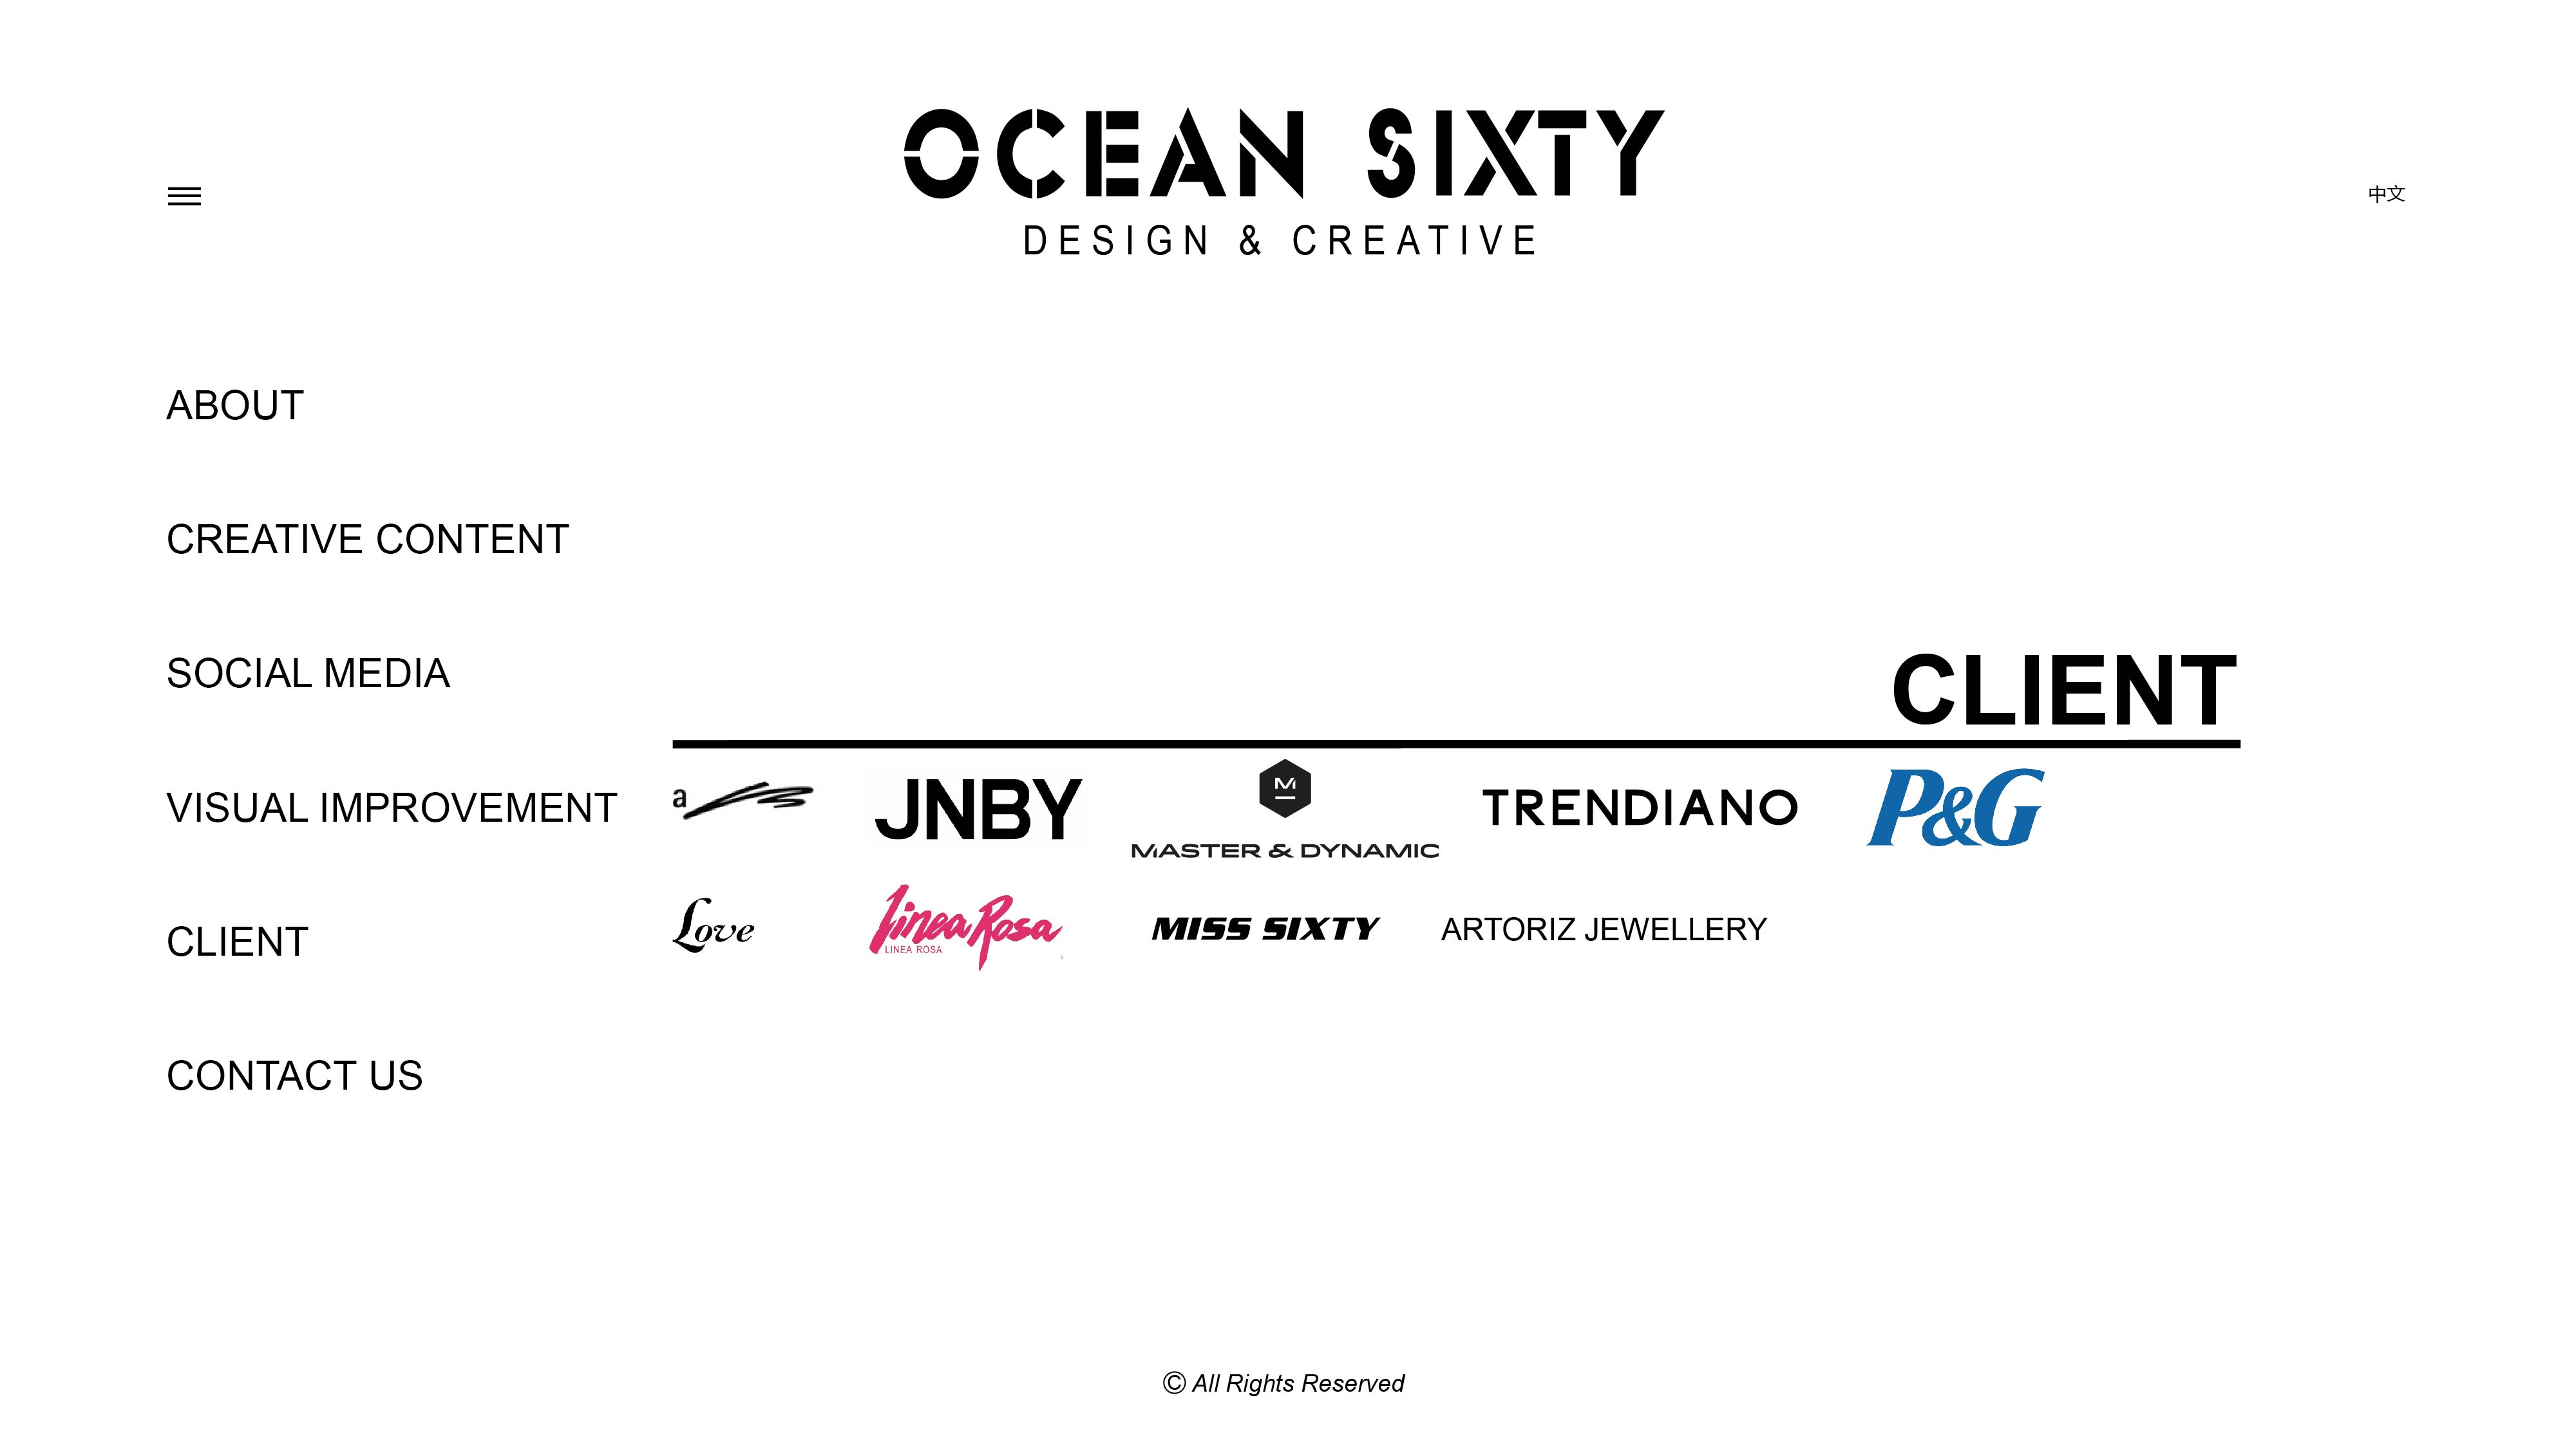 OCEAN SIXTY
DESIGN & CREATIVE
中文
ABOUT
CREATIVE CONTENT
SOCIAL MEDIA
VISUAL IMPROVEMENT
CLIENT
CONTACT US
CLIENT
a
JNBY
M
MASTER & DYNAMIC
TRENDIANO
P&G
Love
Linea Rosa
LINEA ROSA
MISS SIXTY
ARTORIZ JEWELLERY
© All Rights Reserved